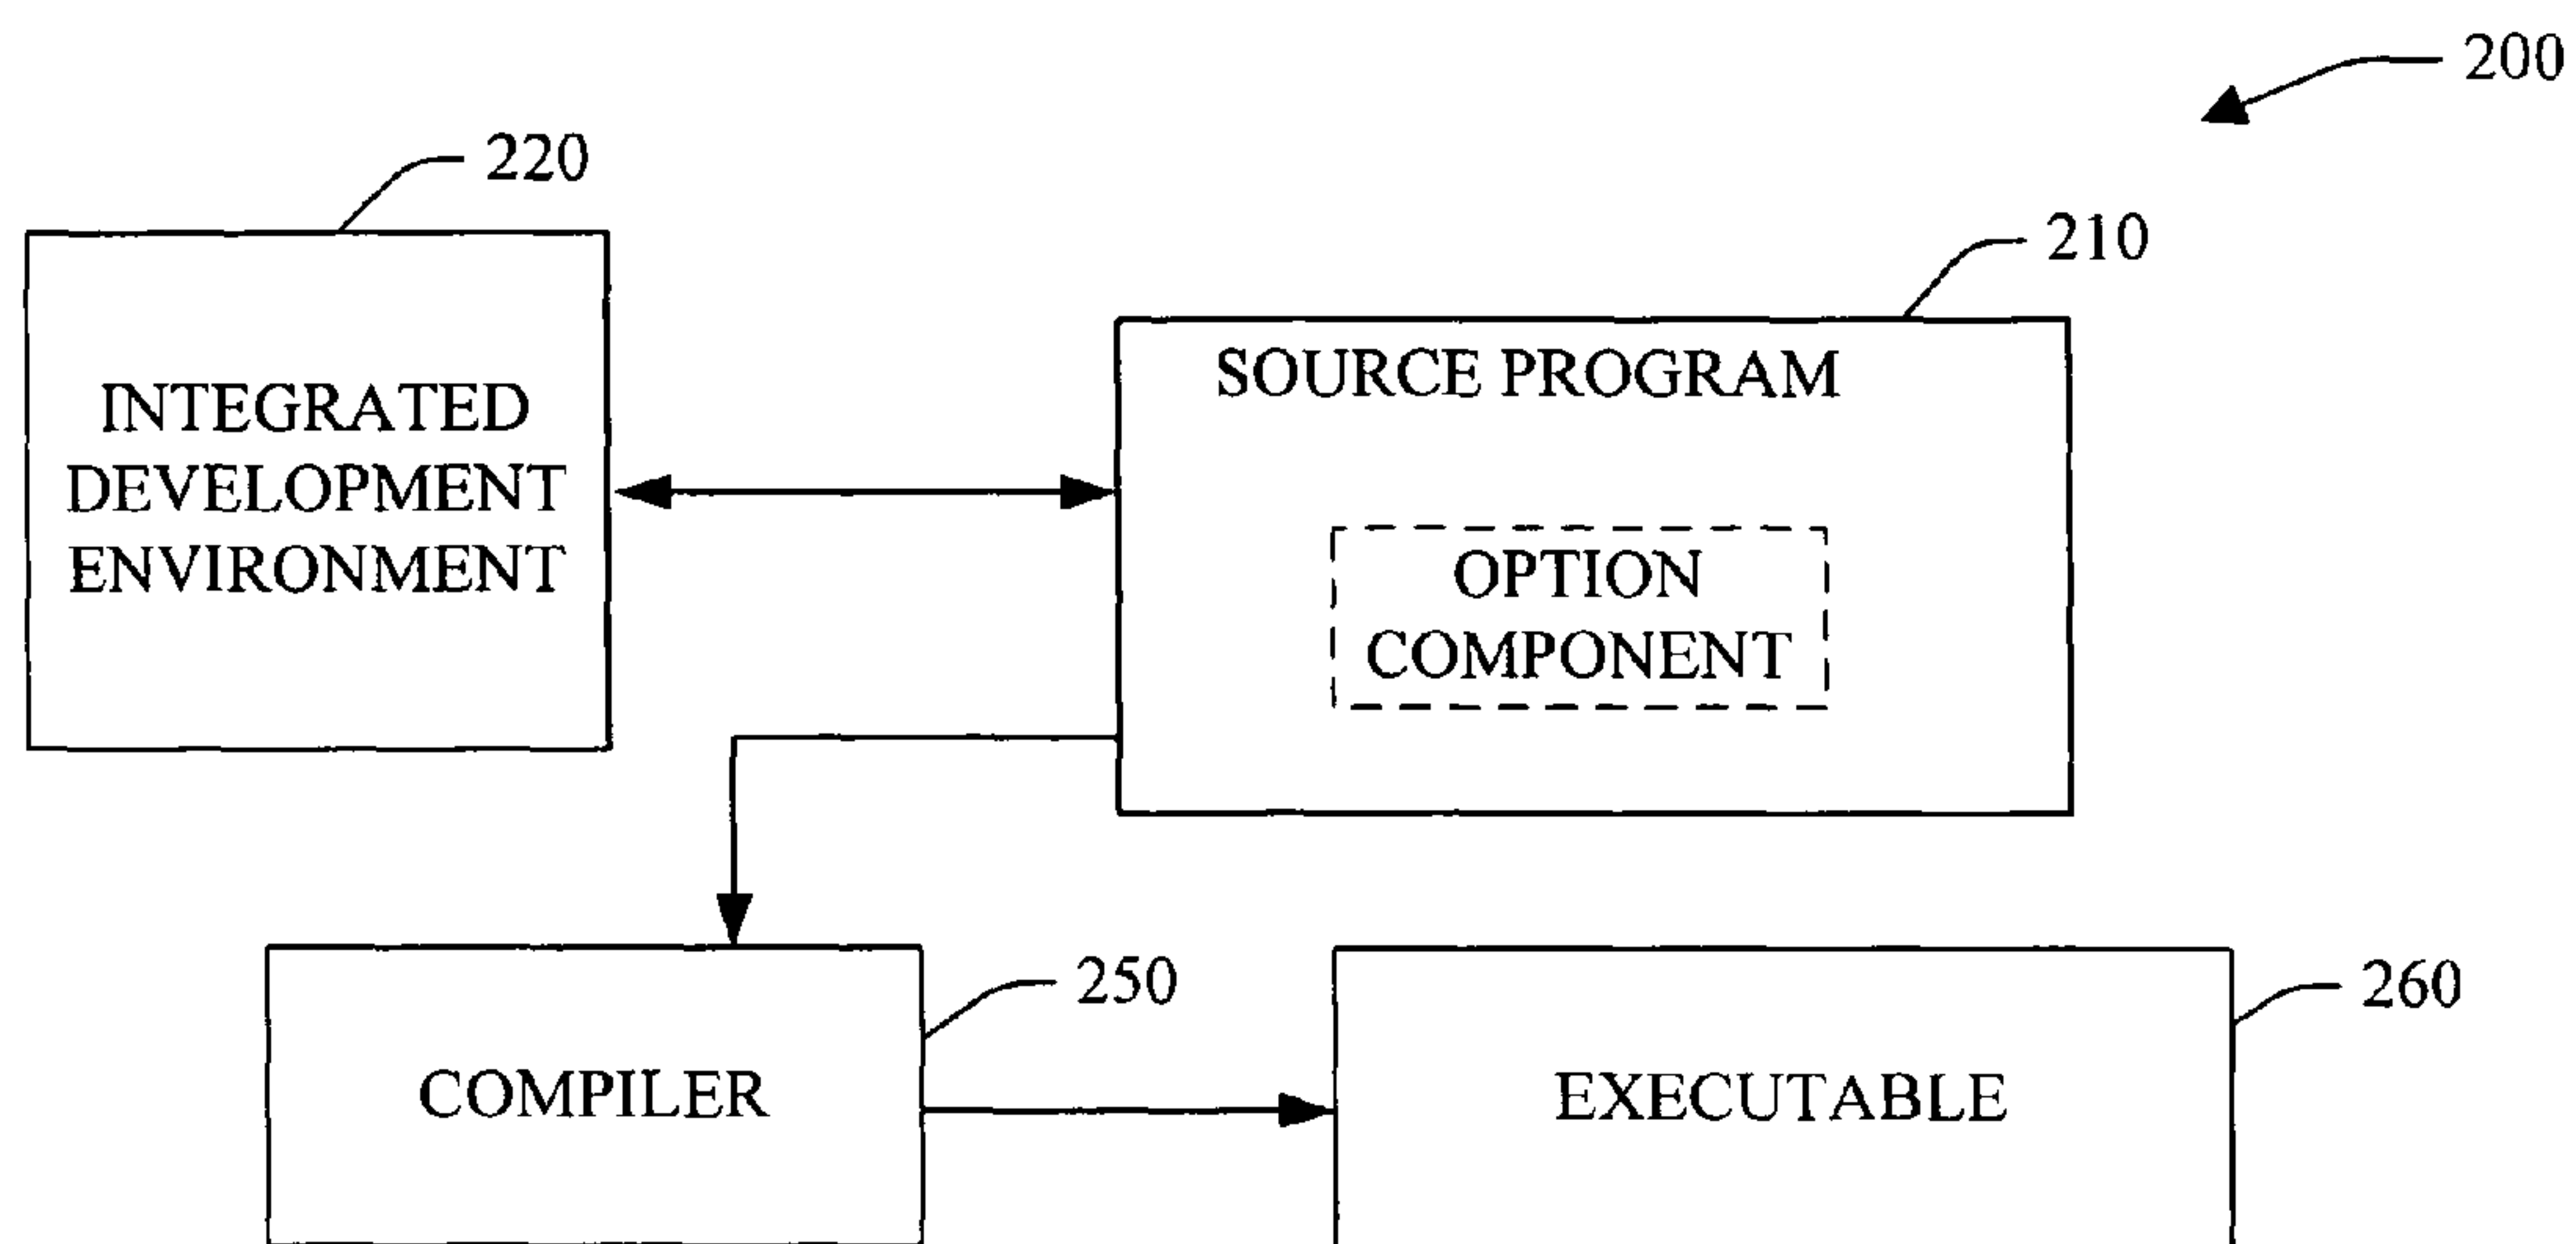 200
220
210
INTEGRATED
DEVELOPMENT
ENVIRONMENT
SOURCE PROGRAM
OPTION
COMPONENT
250
260
COMPILER
EXECUTABLE